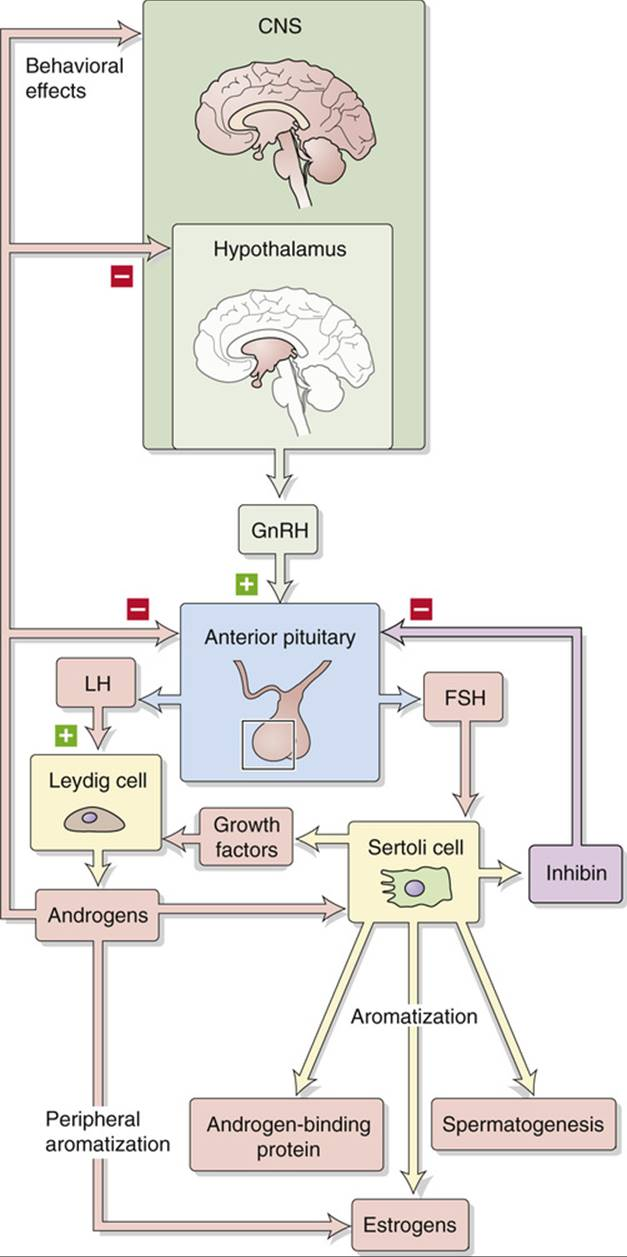 CNS
Behavioral
effects
Hypothalamus
−
GnRH
+
−
−
Anterior pituitary
LH
FSH
+
Leydig cell
Growth
factors
Sertoli cell
Inhibin
Androgens
Aromatization
Peripheral
aromatization
Androgen-binding
protein
Spermatogenesis
Estrogens